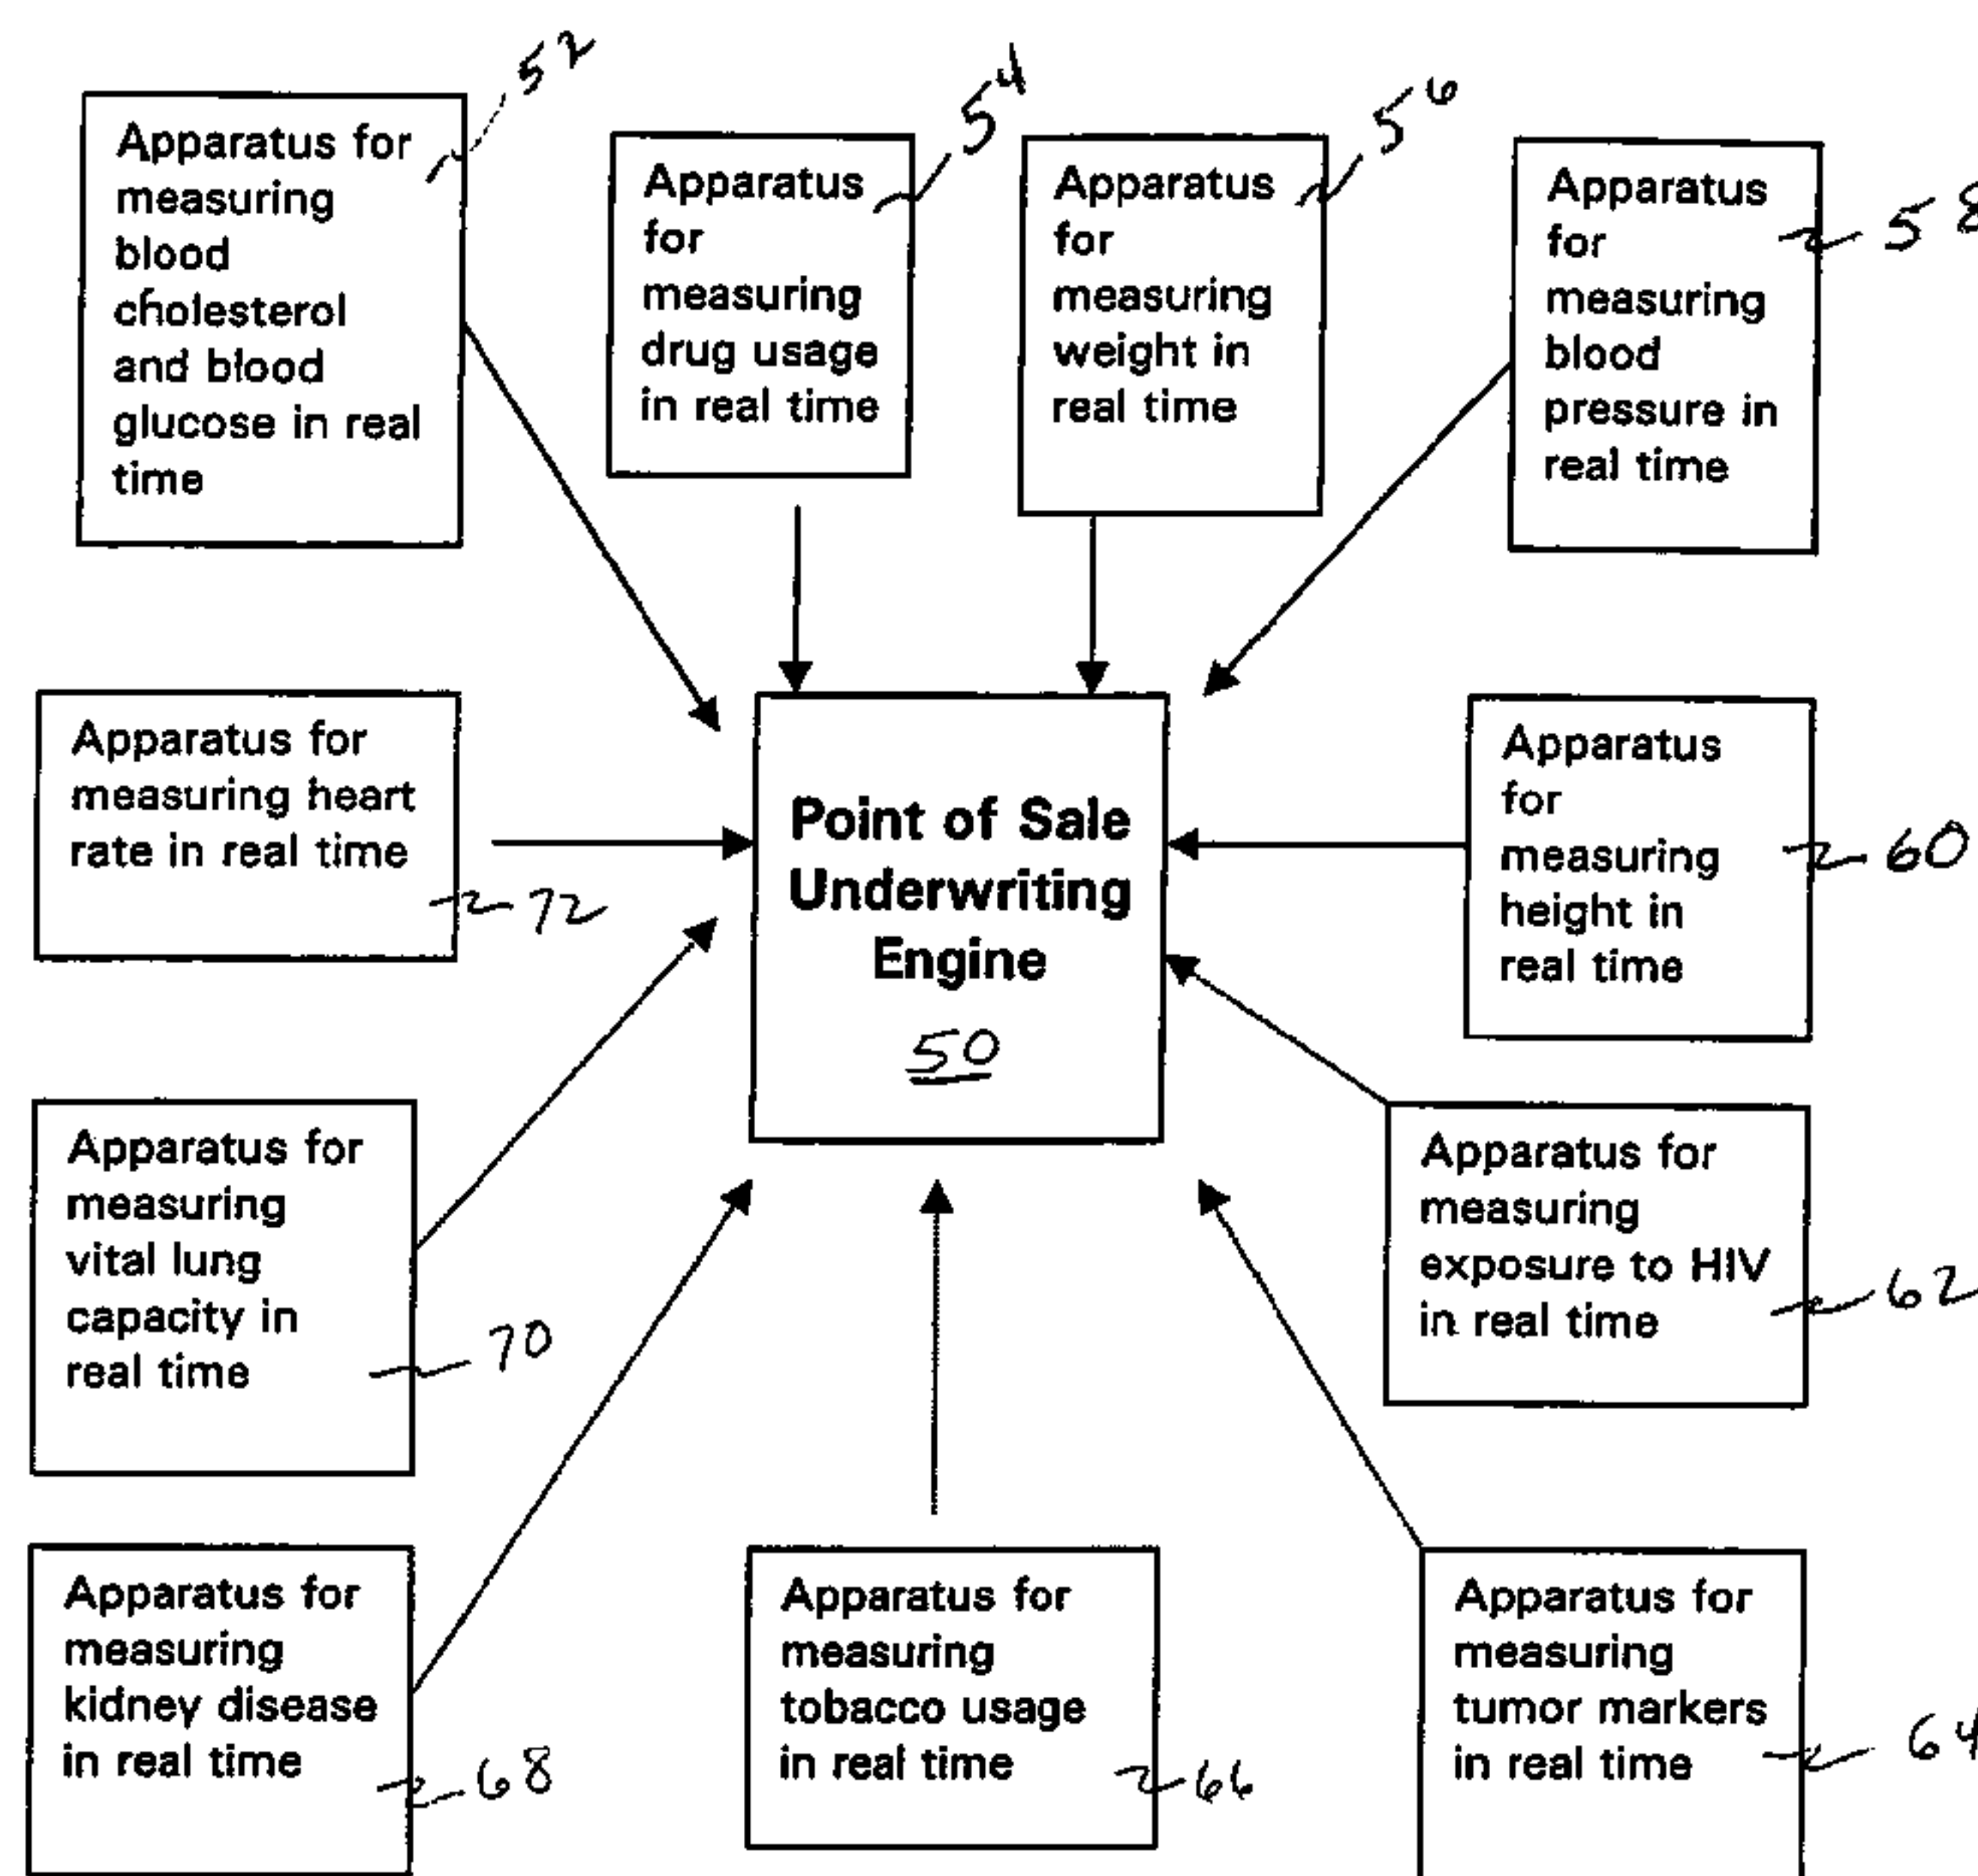 52
Apparatus for
measuring
blood
cholesterol
and blood
glucose in real
time
54
Apparatus
for
measuring
drug usage
in real time
56
Apparatus
for
measuring
weight in
real time
58
Apparatus
for
measuring
blood
pressure in
real time
Apparatus for
measuring heart
rate in real time
72
Point of Sale
Underwriting
Engine
50
Apparatus
for
measuring
height in
real time
60
Apparatus for
measuring
vital lung
capacity in
real time
70
Apparatus for
measuring
exposure to HIV
in real time
62
Apparatus for
measuring
kidney disease
in real time
68
Apparatus for
measuring
tobacco usage
in real time
66
Apparatus for
measuring
tumor markers
in real time
64